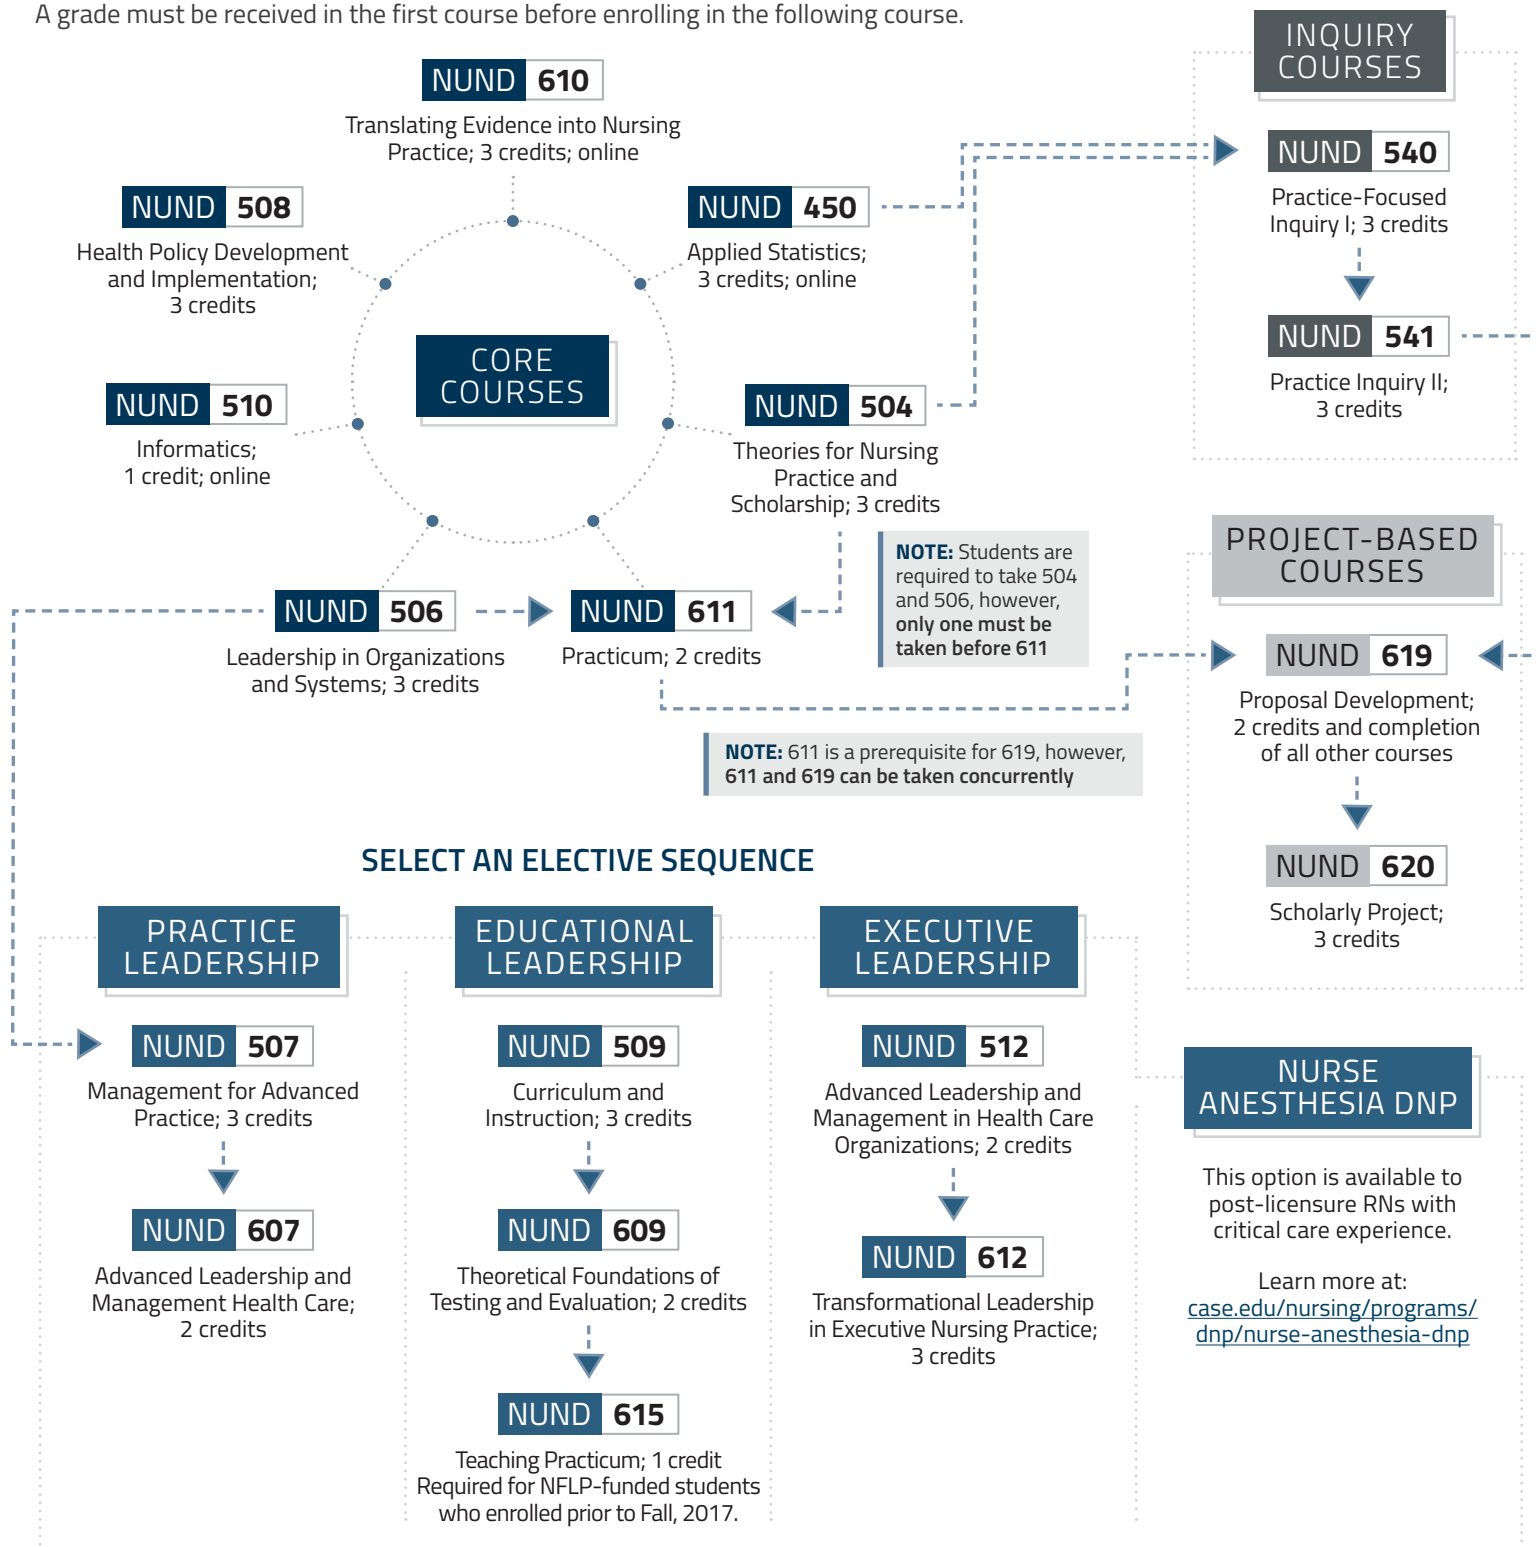 A grade must be received in the first course before enrolling in the following course.
NUND 610
Translating Evidence into Nursing
Practice; 3 credits; online
NUND 508
Health Policy Development
and Implementation;
3 credits
NUND 450
Applied Statistics;
3 credits; online
CORE
COURSES
NUND 510
Informatics;
1 credit; online
NUND 504
Theories for Nursing
Practice and
Scholarship; 3 credits
NUND 506
Leadership in Organizations
and Systems; 3 credits
NUND 611
Practicum; 2 credits
NOTE: Students are
required to take 504
and 506, however,
only one must be
taken before 611
NOTE: 611 is a prerequisite for 619, however,
611 and 619 can be taken concurrently
INQUIRY
COURSES
NUND 540
Practice-Focused
Inquiry I; 3 credits
NUND 541
Practice Inquiry II;
3 credits
PROJECT-BASED
COURSES
NUND 619
Proposal Development;
2 credits and completion
of all other courses
NUND 620
Scholarly Project;
3 credits
SELECT AN ELECTIVE SEQUENCE
PRACTICE
LEADERSHIP
NUND 507
Management for Advanced
Practice; 3 credits
NUND 607
Advanced Leadership and
Management Health Care;
2 credits
EDUCATIONAL
LEADERSHIP
NUND 509
Curriculum and
Instruction; 3 credits
NUND 609
Theoretical Foundations of
Testing and Evaluation; 2 credits
NUND 615
Teaching Practicum; 1 credit
Required for NFLP-funded students
who enrolled prior to Fall, 2017.
EXECUTIVE
LEADERSHIP
NUND 512
Advanced Leadership and
Management in Health Care
Organizations; 2 credits
NUND 612
Transformational Leadership
in Executive Nursing Practice;
3 credits
NURSE
ANESTHESIA DNP
This option is available to
post-licensure RNs with
critical care experience.
Learn more at:
case.edu/nursing/programs/
dnp/nurse-anesthesia-dnp